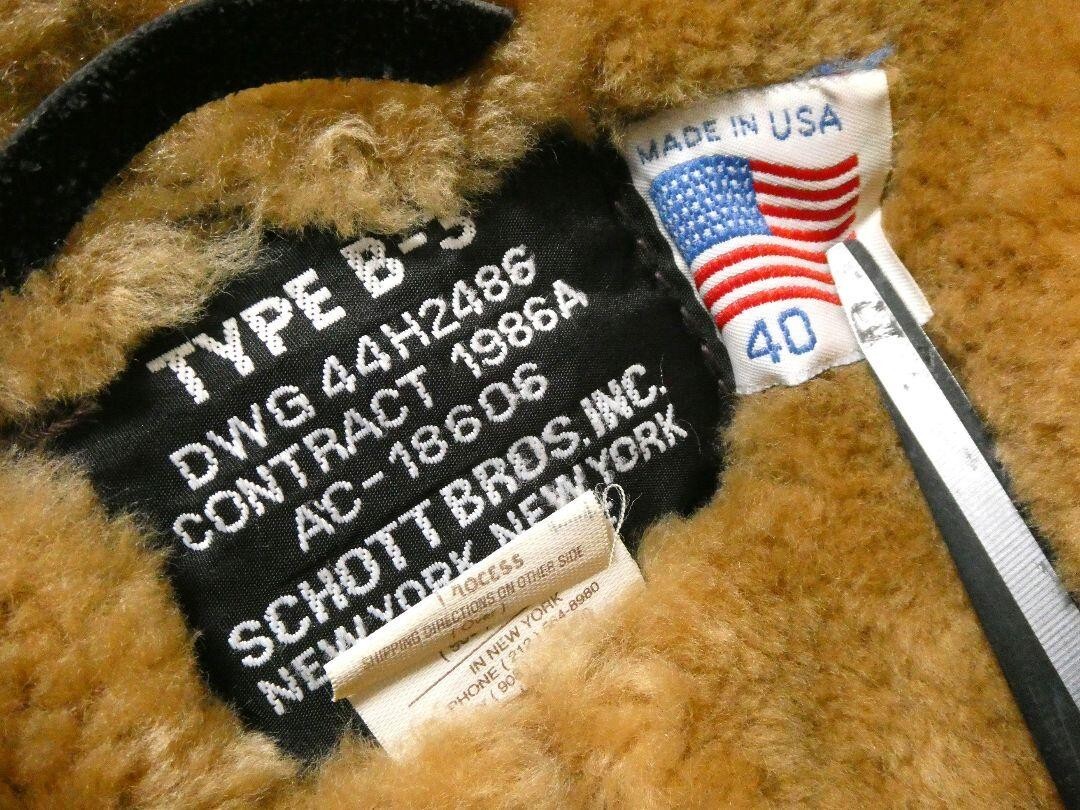 MADE IN USA
40
TYPE B-3
DWG 44H2486
CONTRACT 1986A
AC-18606
SCHOTT BROS. INC.
NEW YORK, NEW YORK
SHIPPING DIRECTIONS ON OTHER SIDE
IN NEW YORK
PHONE (212)